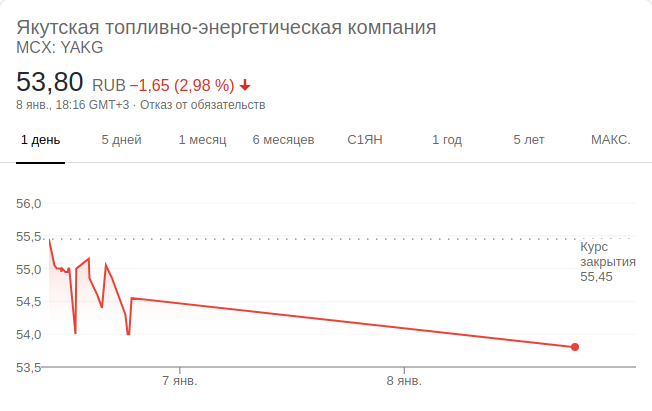 Якутская топливно-энергетическая компания
MCX: YAKG
53,80 RUB −1,65 (2,98 %)
8 янв., 18:16 GMT+3 · Отказ от обязательств
1 день 5 дней 1 месяц 6 месяцев С1ЯН 1 год 5 лет МАКС.
56,0
55,5
Курс
закрытия
55,45
55,0
54,5
54,0
53,5
7 янв. 8 янв.